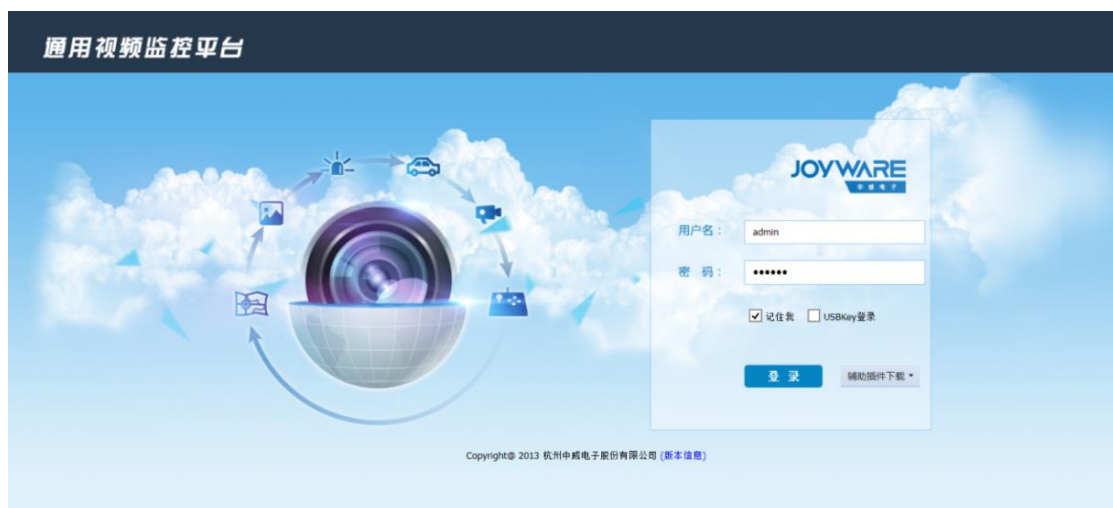 通用视频监控平台
JOYWARE
中威电子
用户名：
admin
密 码：
••••••
记住我
USBKey登录
登 录
辅助插件下载
Copyright© 2013 杭州中威电子股份有限公司 (版本信息)